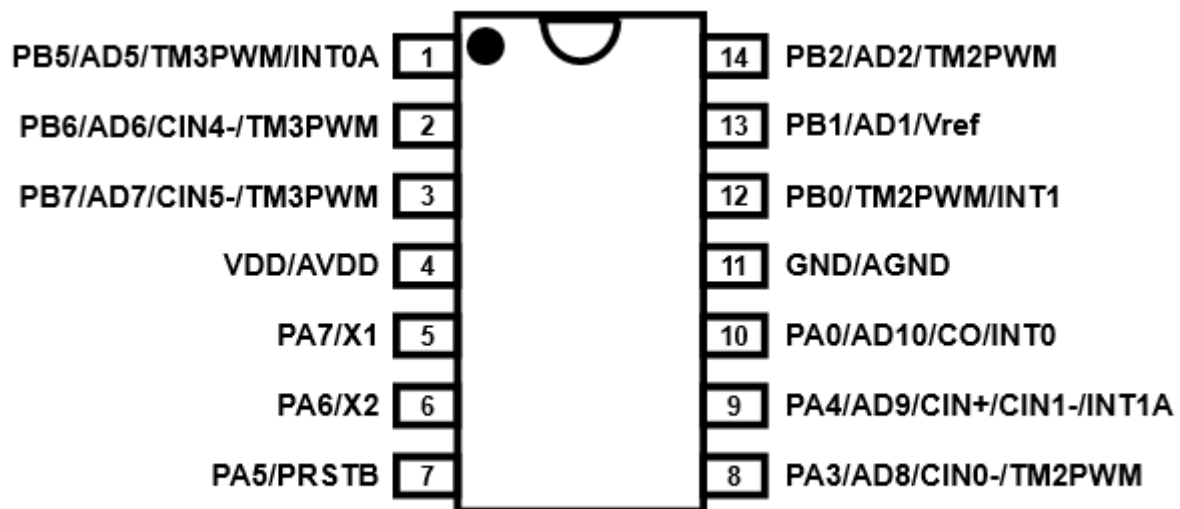 PB5/AD5/TM3PWM/INT0A 1 14 PB2/AD2/TM2PWM
PB6/AD6/CIN4-/TM3PWM 2 13 PB1/AD1/Vref
PB7/AD7/CIN5-/TM3PWM 3 12 PB0/TM2PWM/INT1
VDD/AVDD 4 11 GND/AGND
PA7/X1 5 10 PA0/AD10/CO/INT0
PA6/X2 6 9 PA4/AD9/CIN+/CIN1-/INT1A
PA5/PRSTB 7 8 PA3/AD8/CIN0-/TM2PWM